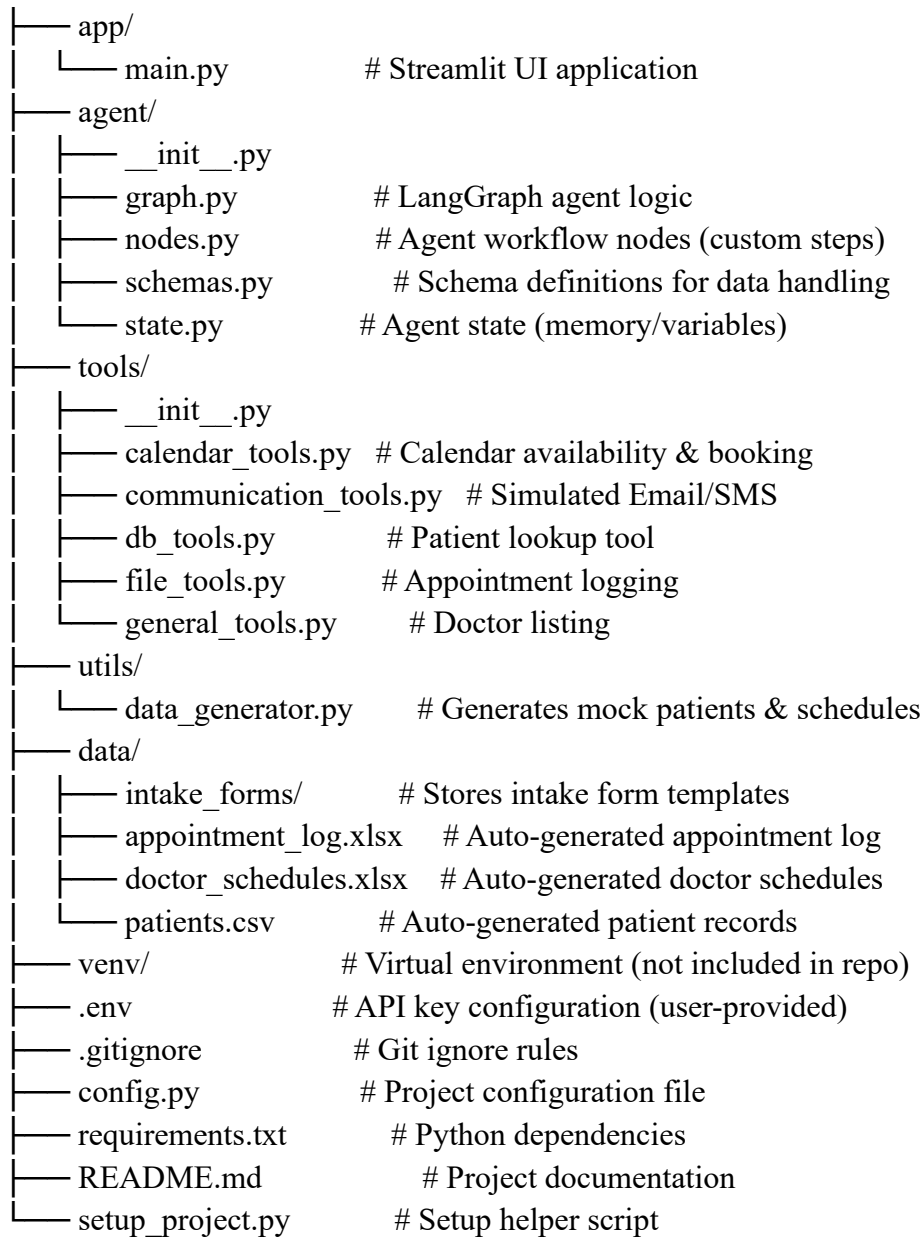 ├── app/
│   └── main.py # Streamlit UI application
├── agent/
│   ├── __init__.py
│   ├── graph.py # LangGraph agent logic
│   ├── nodes.py # Agent workflow nodes (custom steps)
│   ├── schemas.py # Schema definitions for data handling
│   └── state.py # Agent state (memory/variables)
├── tools/
│   ├── __init__.py
│   ├── calendar_tools.py # Calendar availability & booking
│   ├── communication_tools.py # Simulated Email/SMS
│   ├── db_tools.py # Patient lookup tool
│   ├── file_tools.py # Appointment logging
│   └── general_tools.py # Doctor listing
├── utils/
│   └── data_generator.py # Generates mock patients & schedules
├── data/
│   ├── intake_forms/ # Stores intake form templates
│   ├── appointment_log.xlsx # Auto-generated appointment log
│   ├── doctor_schedules.xlsx # Auto-generated doctor schedules
│   └── patients.csv # Auto-generated patient records
├── venv/ # Virtual environment (not included in repo)
├── .env # API key configuration (user-provided)
├── .gitignore # Git ignore rules
├── config.py # Project configuration file
├── requirements.txt # Python dependencies
├── README.md # Project documentation
└── setup_project.py # Setup helper script